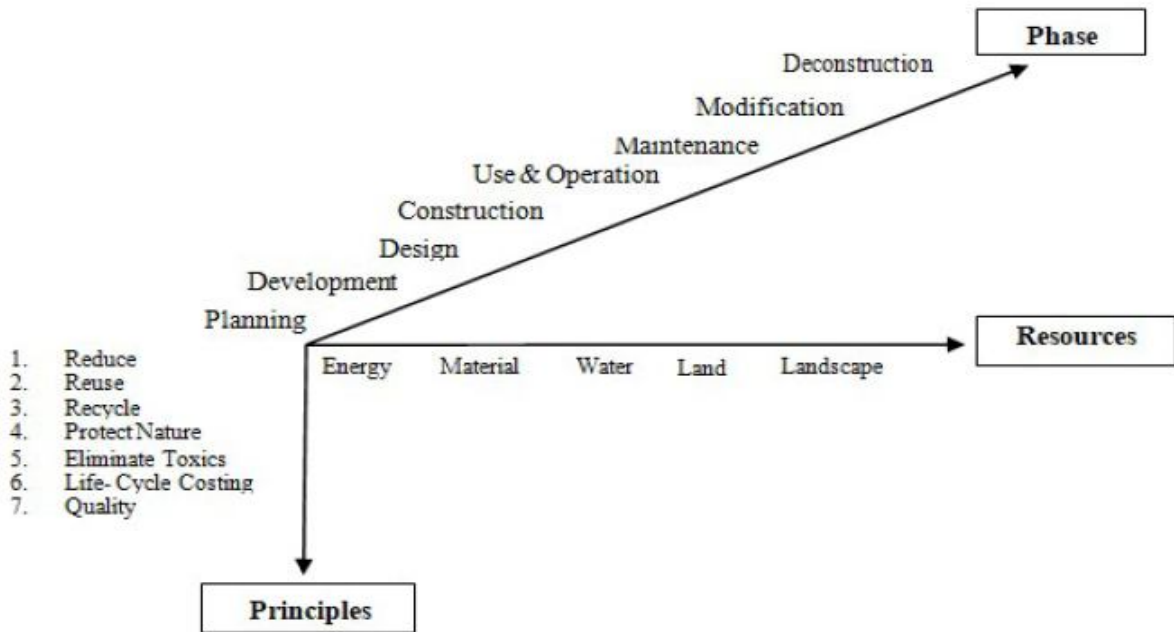 Phase
Deconstruction
Modification
Maintenance
Use & Operation
Construction
Design
Development
Planning
Resources
Energy Material Water Land Landscape
1. Reduce
2. Reuse
3. Recycle
4. Protect Nature
5. Eliminate Toxics
6. Life- Cycle Costing
7. Quality
Principles